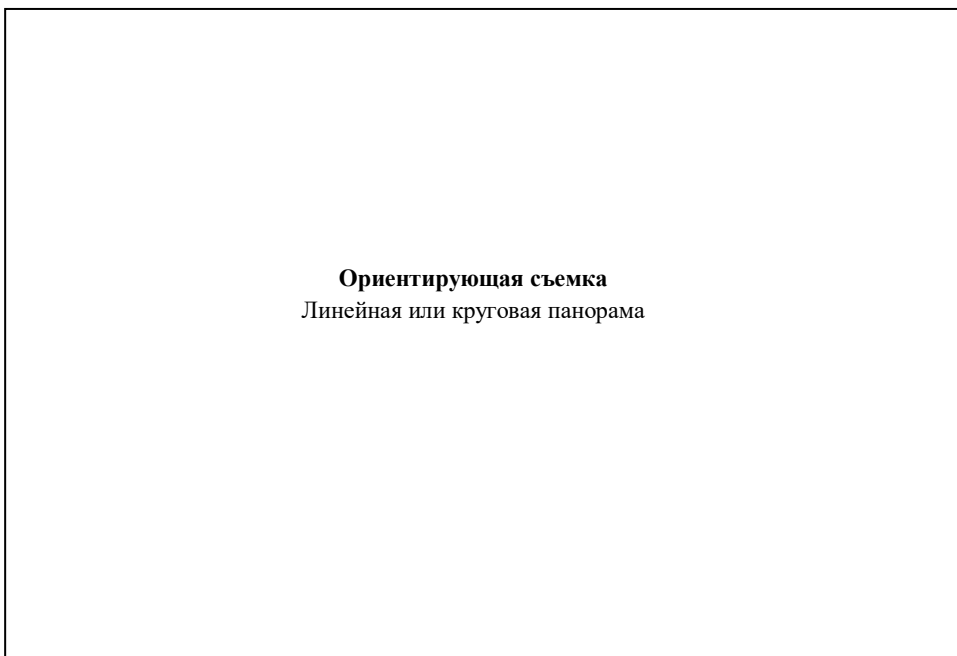 Ориентирующая съемка
Линейная или круговая панорама